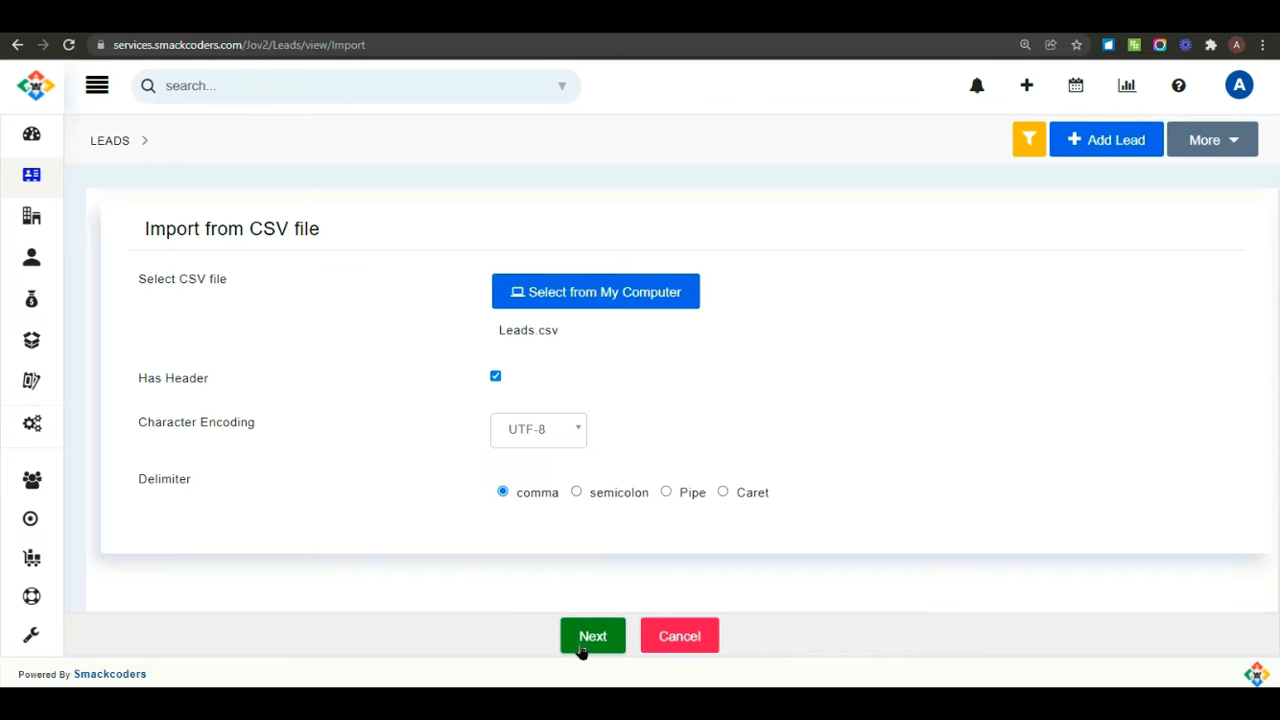 services.smackcoders.com/Jov2/Leads/view/Import
A
search...
A
LEADS
Add Lead
More
Import from CSV file
Select CSV file
Select from My Computer
Leads.csv
Has Header
Character Encoding
UTF-8
Delimiter
comma semicolon Pipe Caret
Next
Cancel
Powered By Smackcoders